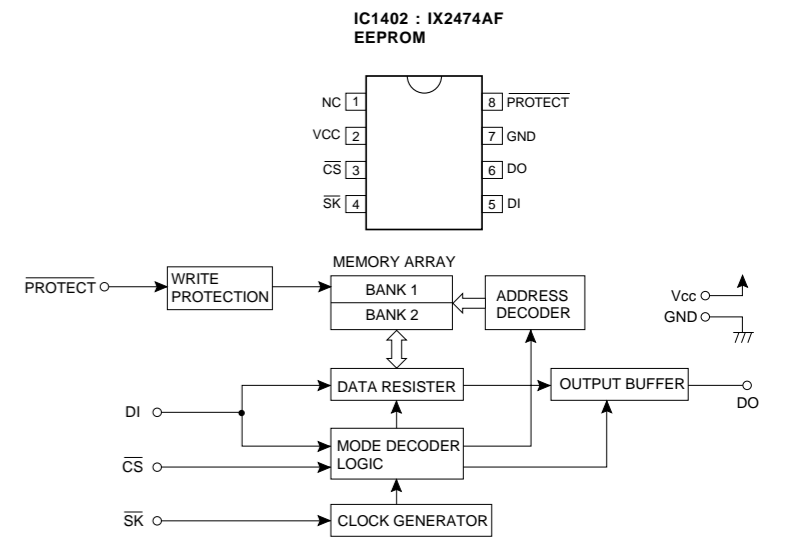 IC1402 : IX2474AF
EEPROM
NC 1
8 PROTECT
VCC 2
7 GND
CS 3
6 DO
SK 4
5 DI
MEMORY ARRAY
PROTECT
WRITE
PROTECTION
BANK 1
BANK 2
ADDRESS
DECODER
Vcc
GND
DATA RESISTER
OUTPUT BUFFER
DO
DI
MODE DECODER
LOGIC
CS
SK
CLOCK GENERATOR